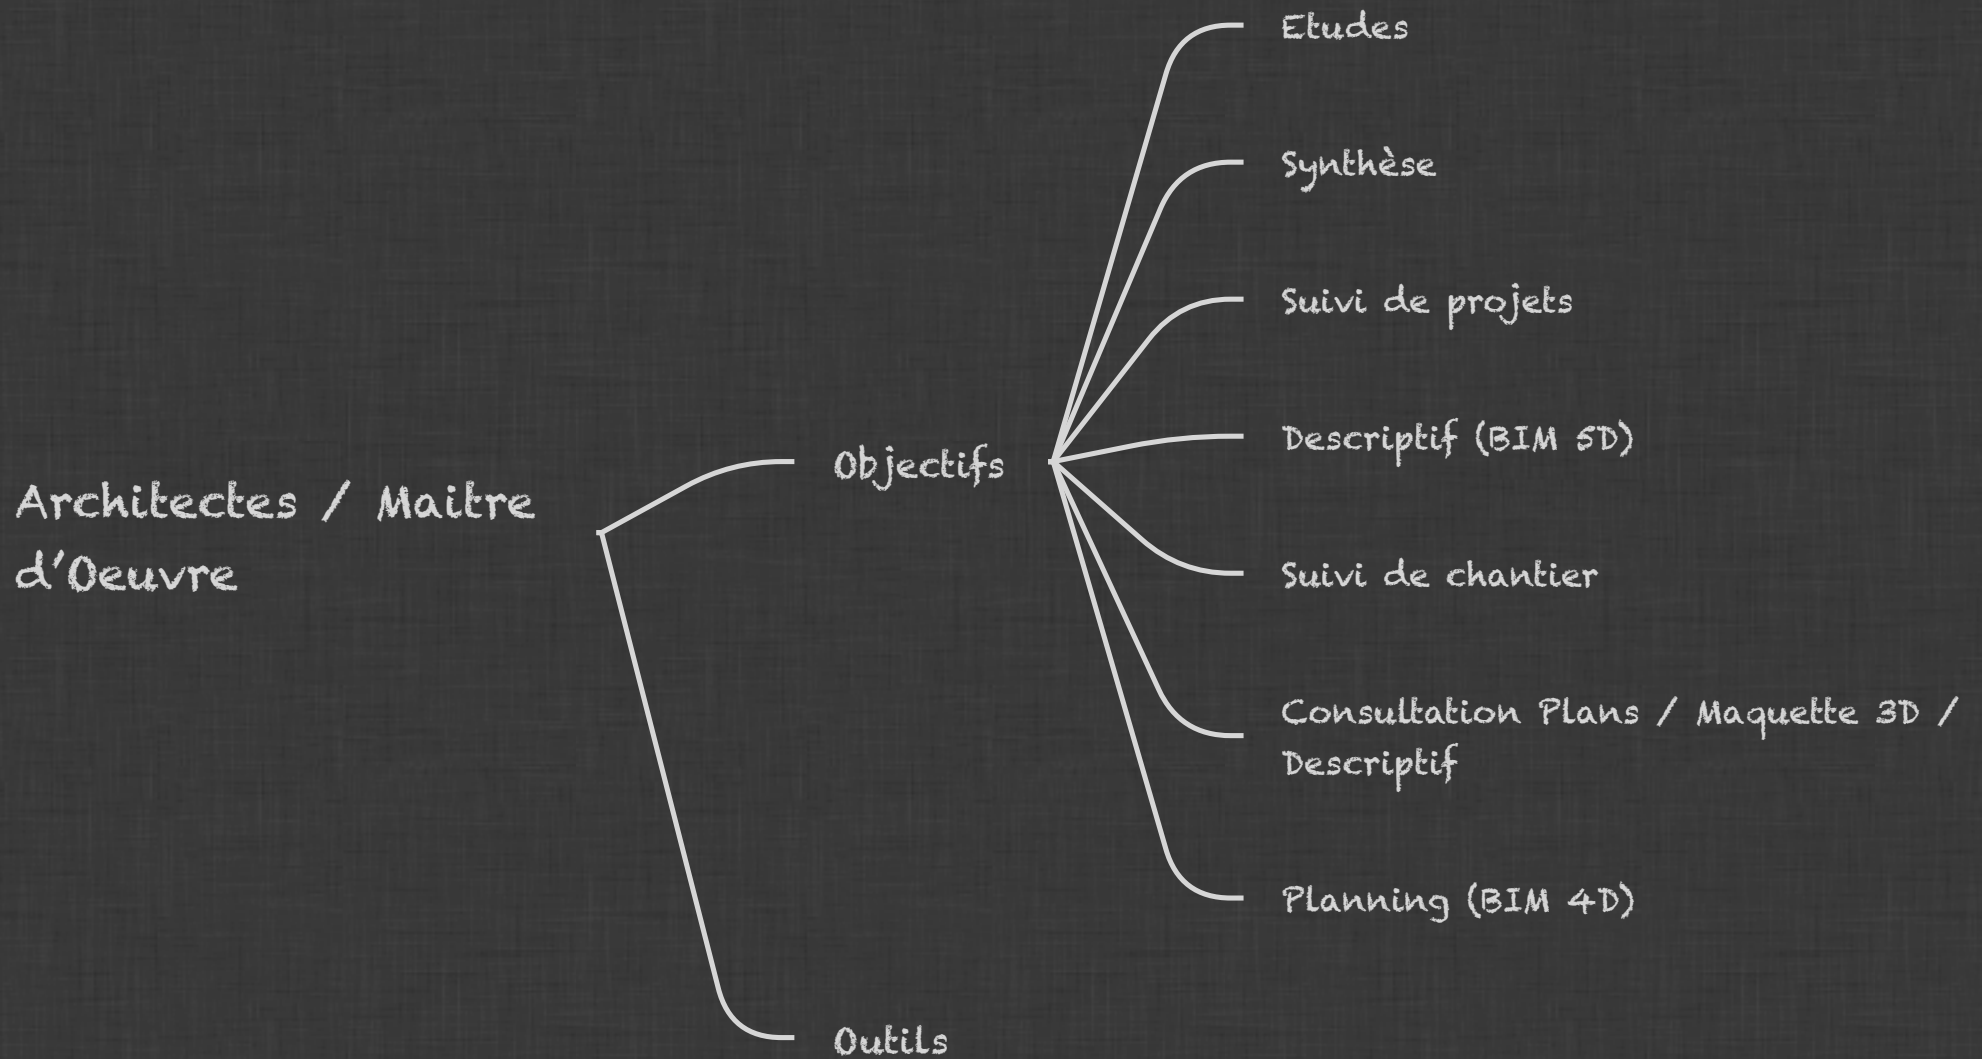 Architectes / Maitre
d'Oeuvre
Objectifs
Etudes
Synthèse
Suivi de projets
Descriptif (BIM 5D)
Suivi de chantier
Consultation Plans / Maquette 3D /
Descriptif
Planning (BIM 4D)
Outils